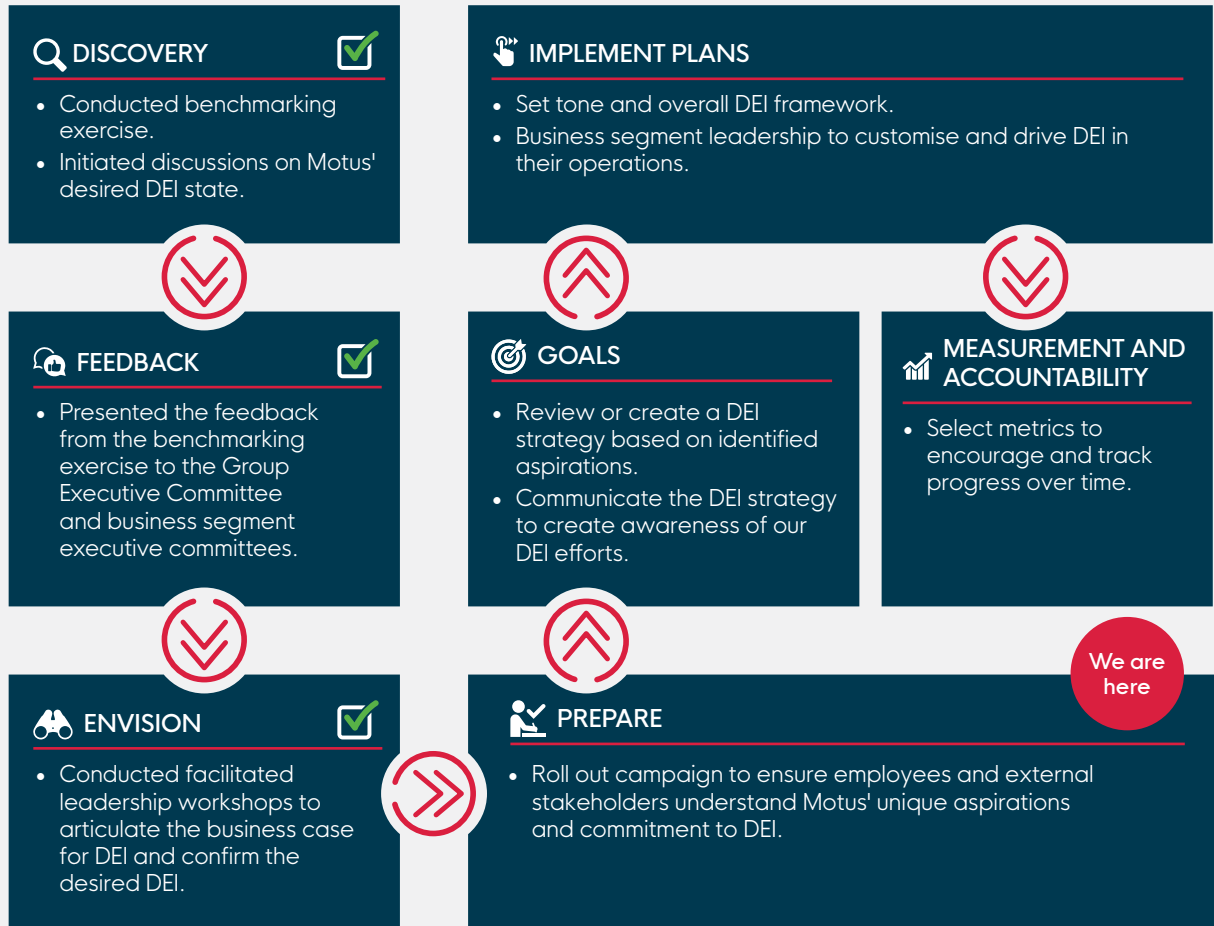 DISCOVERY
• Conducted benchmarking
exercise.
• Initiated discussions on Motus'
desired DEI state.
FEEDBACK
• Presented the feedback
from the benchmarking
exercise to the Group
Executive Committee
and business segment
executive committees.
ENVISION
• Conducted facilitated
leadership workshops to
articulate the business case
for DEI and confirm the
desired DEI.
We are
here
PREPARE
• Roll out campaign to ensure employees and external
stakeholders understand Motus' unique aspirations
and commitment to DEI.
GOALS
• Review or create a DEI
strategy based on identified
aspirations.
• Communicate the DEI strategy
to create awareness of our
DEI efforts.
IMPLEMENT PLANS
• Set tone and overall DEI framework.
• Business segment leadership to customise and drive DEI in
their operations.
MEASUREMENT AND
ACCOUNTABILITY
• Select metrics to
encourage and track
progress over time.